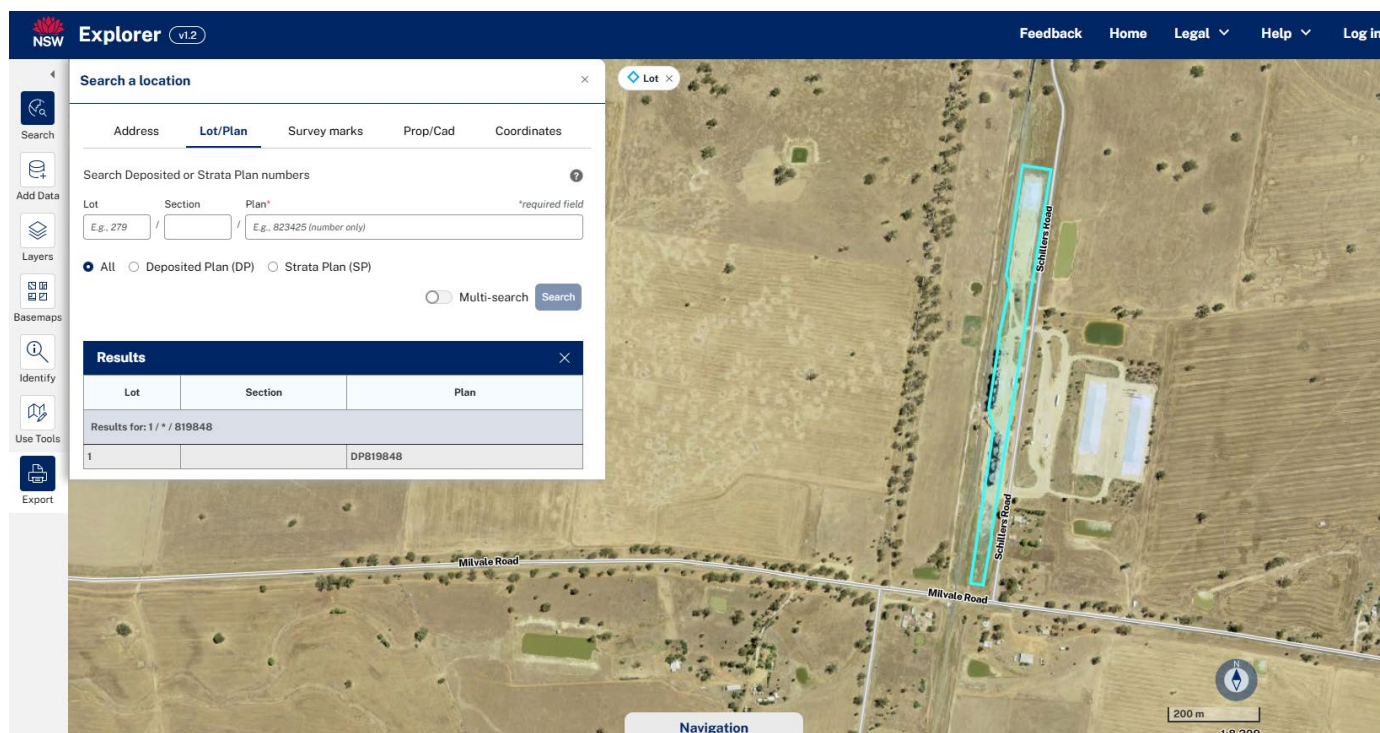 NSW
Explorer v1.2
Feedback Home Legal Help Log in
Search a location
Lot
Search
Add Data
Layers
Basemaps
Identify
Use Tools
Export
Address Lot/Plan Survey marks Prop/Cad Coordinates
Search Deposited or Strata Plan numbers
Lot Section Plan* *required field
E.g., 279 / / E.g., 823425 (number only)
All Deposited Plan (DP) Strata Plan (SP)
Multi-search Search
Results
Lot Section Plan
Results for: 1 / * / 819848
1 DP819848
Schillers Road
Schillers Road
Milvale Road
Milvale Road
N
200 m
Navigation